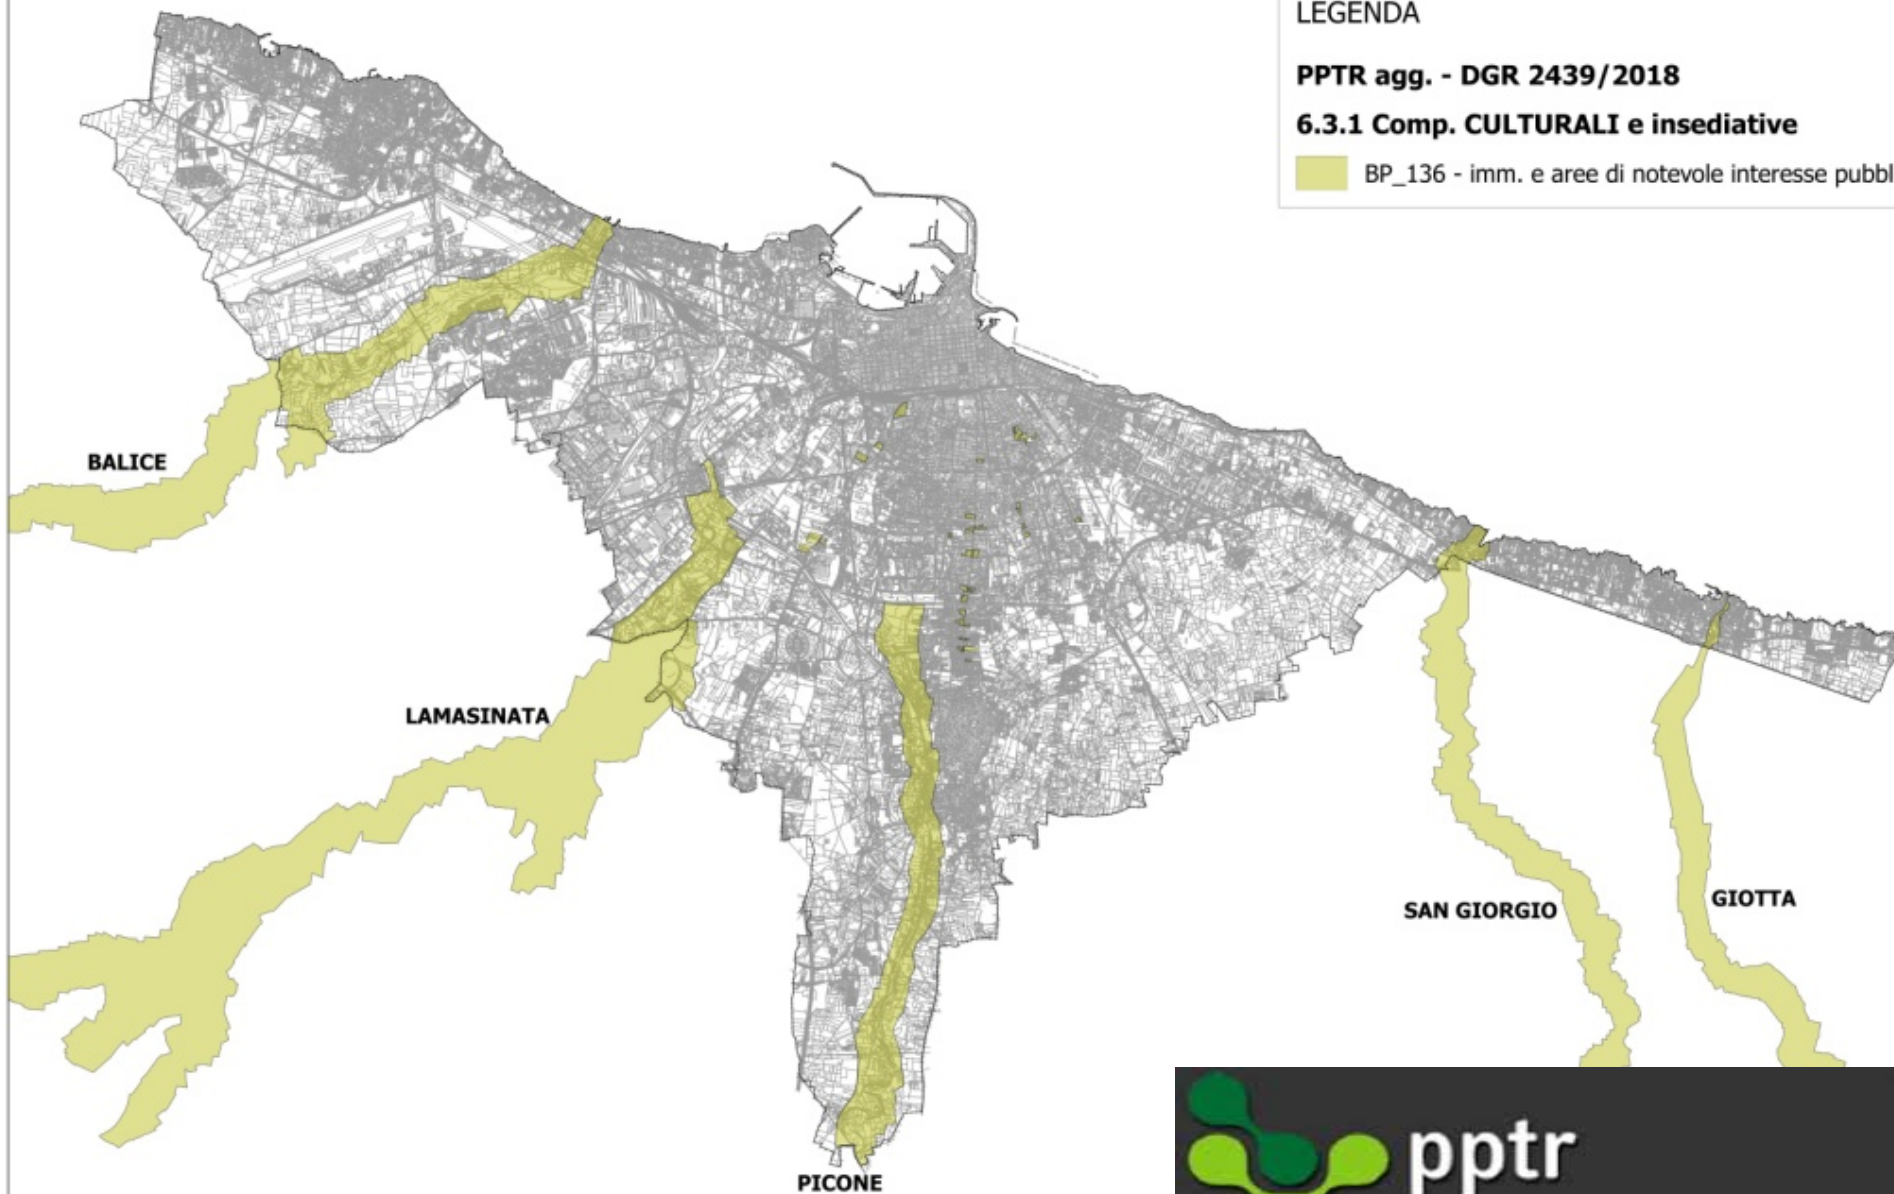 LEGENDA
PPTR agg. - DGR 2439/2018
6.3.1 Comp. CULTURALI e insediative
BP_136 - imm. e aree di notevole interesse pubbl
BALICE
LAMASINATA
SAN GIORGIO
GIOTTA
PICONE
pptr